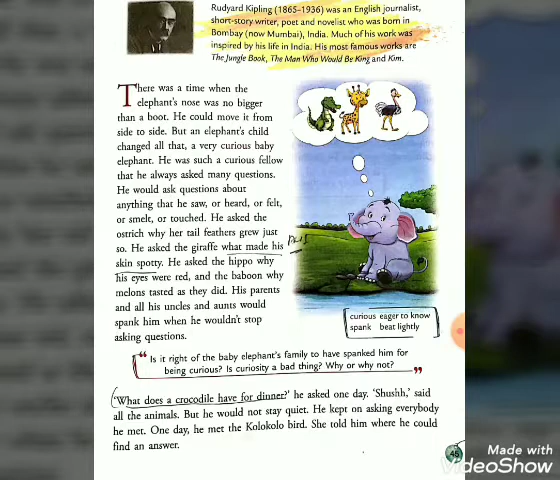 Rudyard Kipling (1865–1936) was an English journalist,
short-story writer, poet and novelist who was born in
Bombay (now Mumbai), India. Much of his work was
inspired by his life in India. His most famous works are
The Jungle Book, The Man Who Would Be King and Kim.
There was a time when the
elephant's nose was no bigger
than a boot. He could move it from
side to side. But an elephant's child
changed all that, a very curious baby
elephant. He was such a curious fellow
that he always asked many questions.
He would ask questions about
anything that he saw, or heard, or felt,
or smelt, or touched. He asked the
ostrich why her tail feathers grew just
so. He asked the giraffe what made his
skin spotty. He asked the hippo why
his eyes were red, and the baboon why
melons tasted as they did. His parents
and all his uncles and aunts would
spank him when he wouldn't stop
asking questions.
curious eager to know
spank beat lightly
“ Is it right of the baby elephant's family to have spanked him for
being curious? Is curiosity a bad thing? Why or why not? ”
'What does a crocodile have for dinner?' he asked one day. 'Shushh,' said
all the animals. But he would not stay quiet. He kept on asking everybody
he met. One day, he met the Kolokolo bird. She told him where he could
find an answer.
Made with
VideoShow